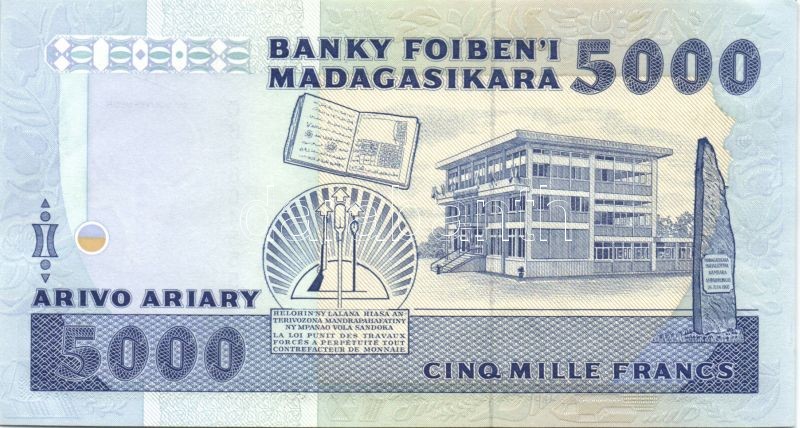 BANKY FOIBEN'I
MADAGASIKARA
5000
ARIVO ARIARY
5000
HELOHIN'NY LALANA HIASA AN-
TERIVOZONA MANDRAPAHAFATINY
NY MPANAO VOLA SANDOKA
LA LOI PUNIT DES TRAVAUX
FORCÉS A PERPÉTUITÉ TOUT
CONTREFACTEUR DE MONNAIE
CINQ MILLE FRANCS